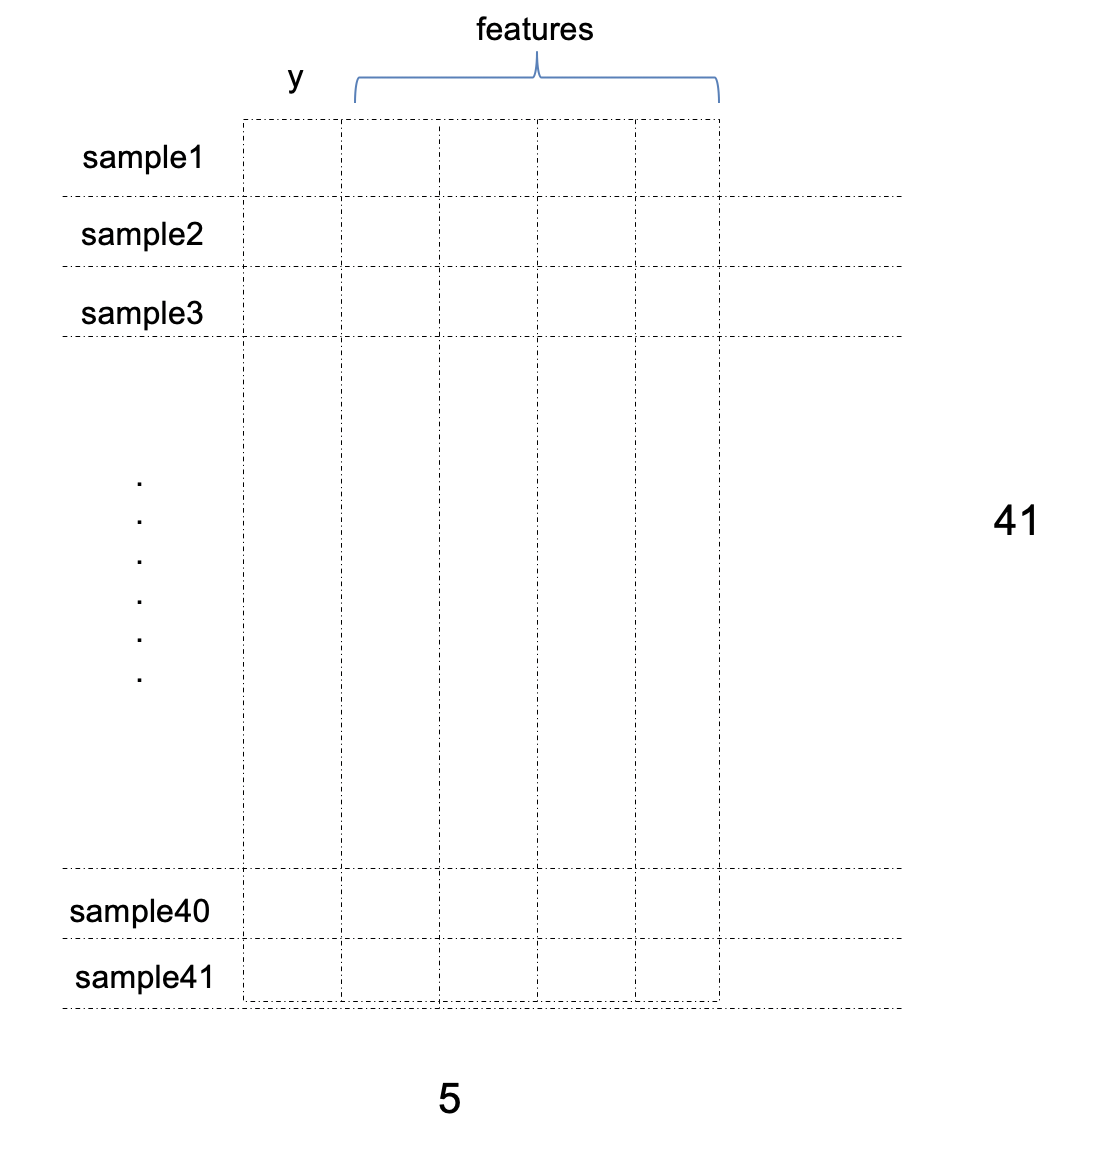 features
y
sample1
sample2
sample3
.
.
.
.
.
.
41
sample40
sample41
5